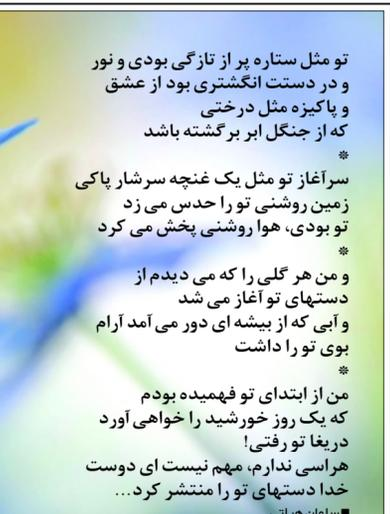 تو مثل ستاره پر از تازگی بودی و نور
و در دستت انگشتری بود از عشق
و پاکیزه مثل درختی
که از جنگل ابر برگشته باشد
*
سرآغاز تو مثل یک غنچه سرشار پاکی
زمین روشنی تو را حدس می زد
تو بودی، هوا روشنی پخش می کرد
*
و من هر گلی را که می دیدم از
دستهای تو آغاز می شد
و آبی که از بیشه ای دور می آمد آرام
بوی تو را داشت
*
من از ابتدای تو فهمیده بودم
که یک روز خورشید را خواهی آورد
دریغا تو رفتی!
هراسی ندارم، مهم نیست ای دوست
خدا دستهای تو را منتشر کرد...